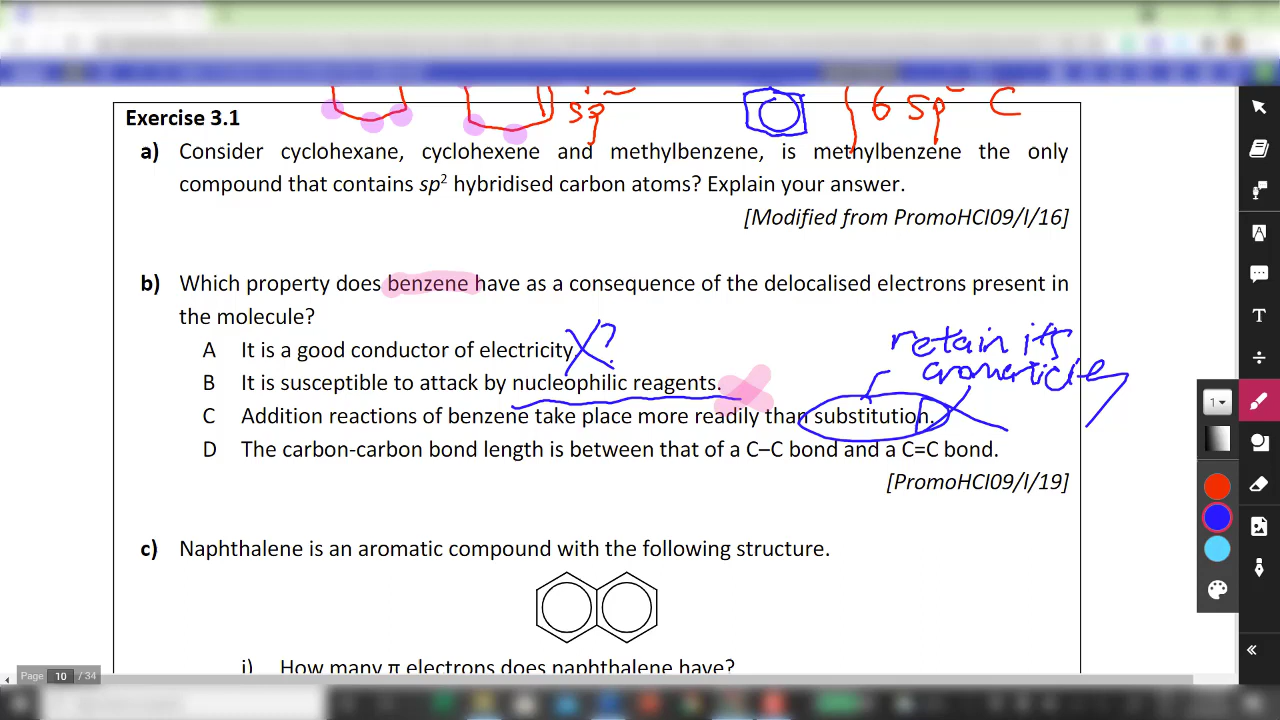 sp²
6 sp² C
Exercise 3.1
a) Consider cyclohexane, cyclohexene and methylbenzene, is methylbenzene the only
compound that contains sp² hybridised carbon atoms? Explain your answer.
[Modified from PromoHCI09/I/16]
b) Which property does benzene have as a consequence of the delocalised electrons present in
the molecule?
A It is a good conductor of electricity
?
retain its
aromaticity
B It is susceptible to attack by nucleophilic reagents.
C Addition reactions of benzene take place more readily than substitution.
D The carbon-carbon bond length is between that of a C–C bond and a C=C bond.
[PromoHCI09/I/19]
c) Naphthalene is an aromatic compound with the following structure.
i) How many π electrons does naphthalene have?
Page 10 / 34
1
T